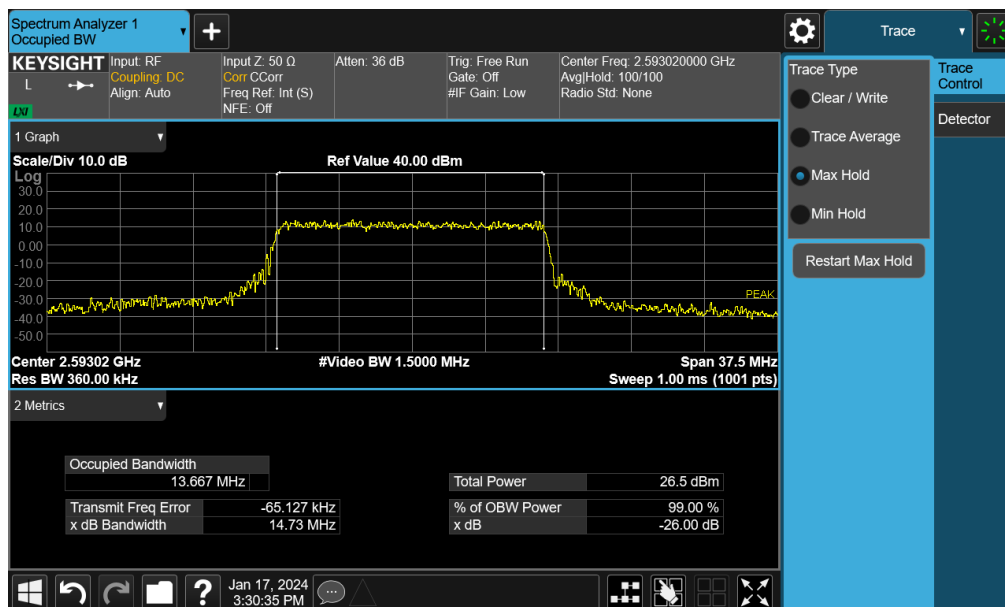 Spectrum Analyzer 1
Occupied BW
Trace
KEYSIGHT
L
LXI
Input: RF
Coupling: DC
Align: Auto
Input Z: 50 Ω
Corr CCorr
Freq Ref: Int (S)
NFE: Off
Atten: 36 dB
Trig: Free Run
Gate: Off
#IF Gain: Low
Center Freq: 2.593020000 GHz
Avg|Hold: 100/100
Radio Std: None
Trace Type
Clear / Write
Trace Average
Max Hold
Min Hold
Restart Max Hold
Trace
Control
Detector
1 Graph
Scale/Div 10.0 dB
Ref Value 40.00 dBm
Log
30.0
20.0
10.0
0.00
-10.0
-20.0
-30.0
-40.0
-50.0
PEAK
Center 2.59302 GHz
#Video BW 1.5000 MHz
Span 37.5 MHz
Res BW 360.00 kHz
Sweep 1.00 ms (1001 pts)
2 Metrics
Occupied Bandwidth
13.667 MHz
Total Power 26.5 dBm
Transmit Freq Error -65.127 kHz
% of OBW Power 99.00 %
x dB Bandwidth 14.73 MHz
x dB -26.00 dB
Jan 17, 2024
3:30:35 PM